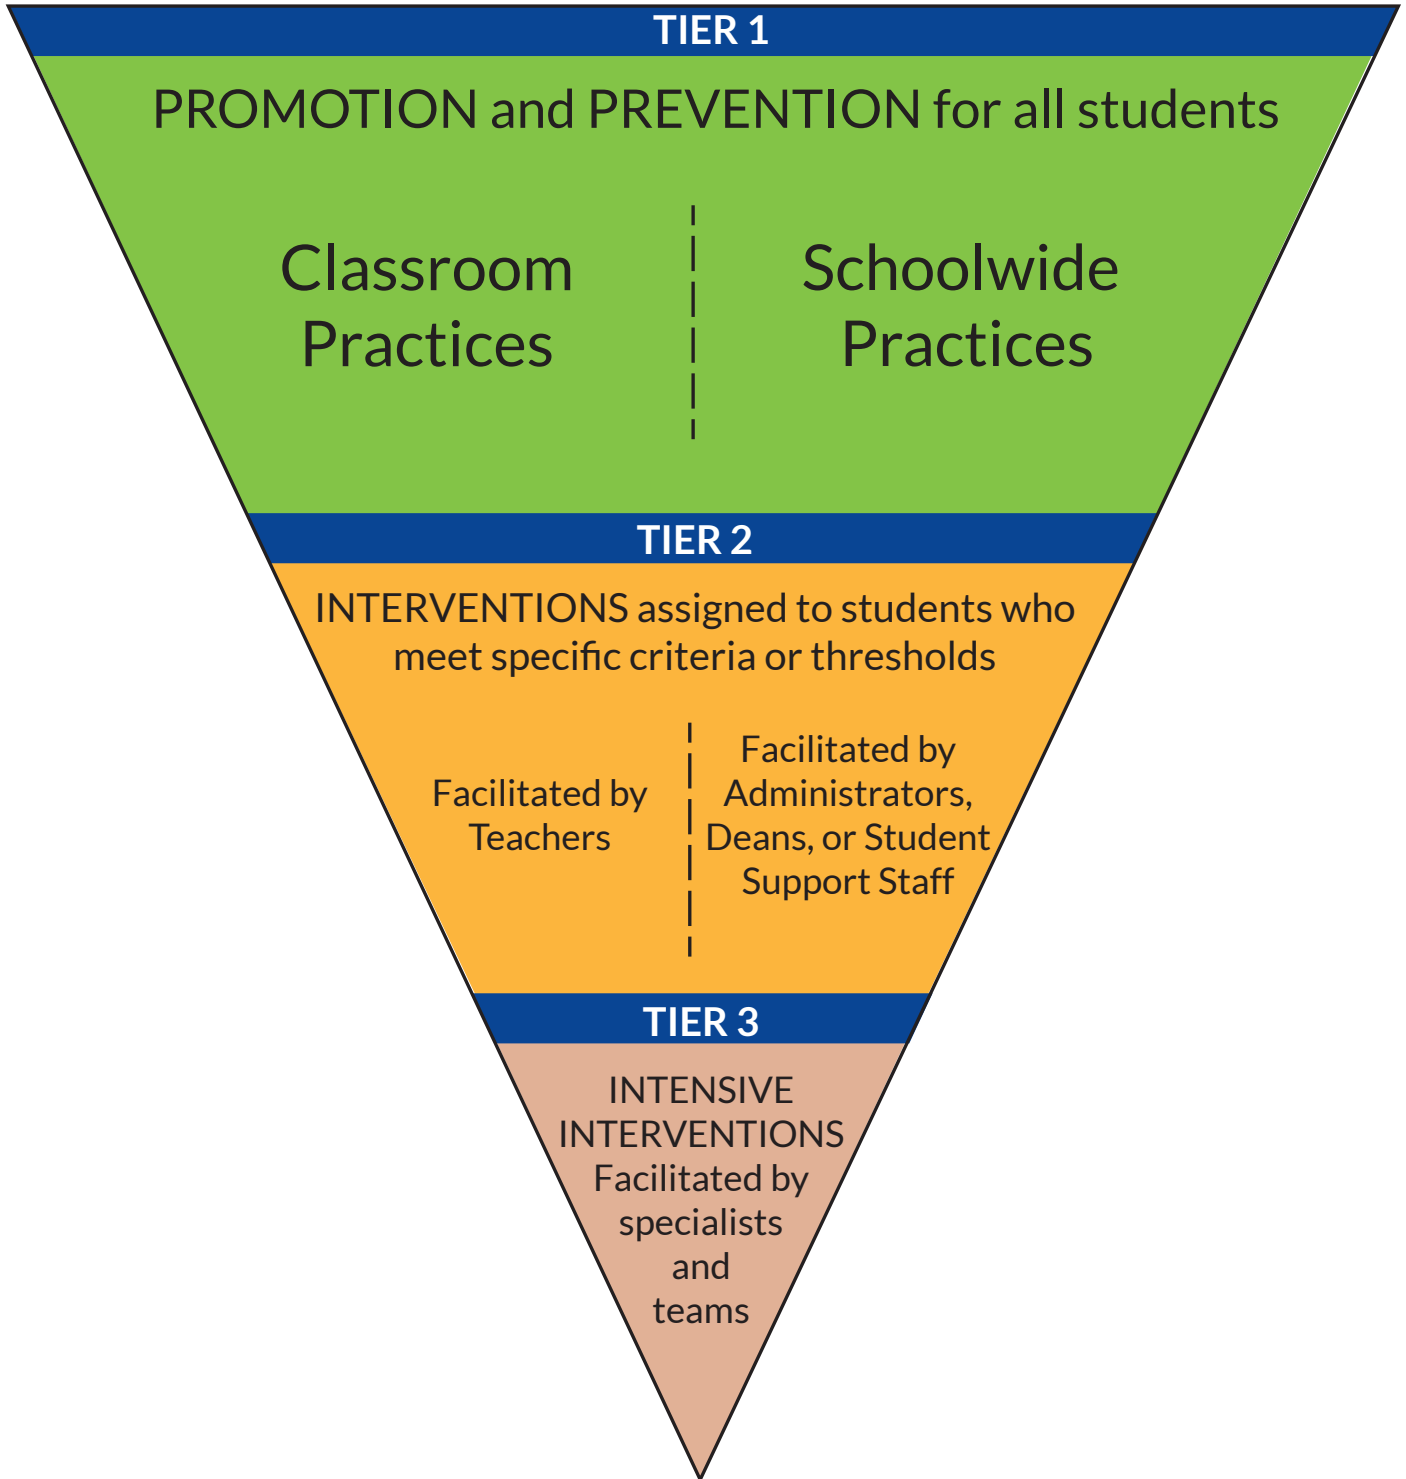 TIER 1
PROMOTION and PREVENTION for all students
Classroom
Practices
Schoolwide
Practices
TIER 2
INTERVENTIONS assigned to students who
meet specific criteria or thresholds
Facilitated by
Teachers
Facilitated by
Administrators,
Deans, or Student
Support Staff
TIER 3
INTENSIVE
INTERVENTIONS
Facilitated by
specialists
and
teams